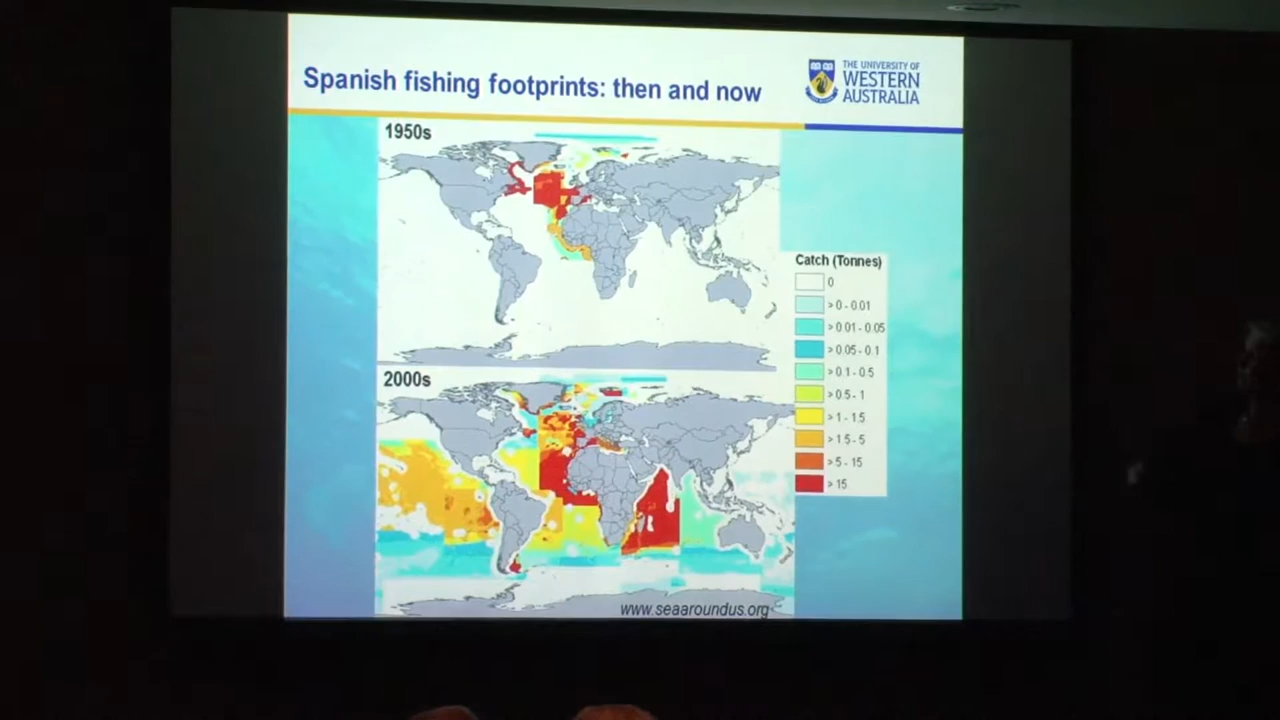 Spanish fishing footprints: then and now
THE UNIVERSITY OF
WESTERN
AUSTRALIA
1950s
Catch (Tonnes)
0
> 0 - 0.01
> 0.01 - 0.05
> 0.05 - 0.1
> 0.1 - 0.5
> 0.5 - 1
> 1 - 1.5
> 1.5 - 5
> 5 - 15
> 15
2000s
www.seaaroundus.org